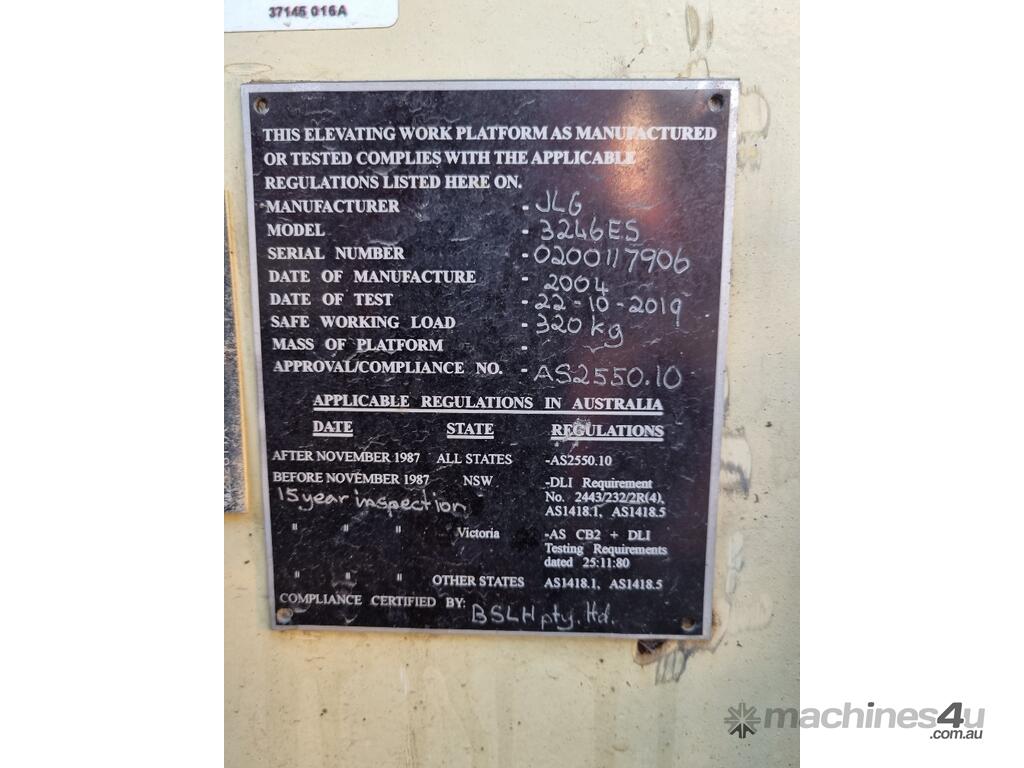 37145 016A
THIS ELEVATING WORK PLATFORM AS MANUFACTURED
OR TESTED COMPLIES WITH THE APPLICABLE
REGULATIONS LISTED HERE ON.
MANUFACTURER - JLG
MODEL - 3246ES
SERIAL NUMBER - 0200117906
DATE OF MANUFACTURE - 2004
DATE OF TEST - 22-10-2019
SAFE WORKING LOAD - 320kg
MASS OF PLATFORM -
APPROVAL/COMPLIANCE NO. - AS2550.10
APPLICABLE REGULATIONS IN AUSTRALIA
DATE STATE REGULATIONS
AFTER NOVEMBER 1987 ALL STATES -AS2550.10
BEFORE NOVEMBER 1987 NSW -DLI Requirement
15 year inspection No. 2443/232/2R(4),
AS1418.1, AS1418.5
" " " Victoria -AS CB2 + DLI
Testing Requirements
dated 25:11:80
" " " OTHER STATES AS1418.1, AS1418.5
COMPLIANCE CERTIFIED BY: BSLH pty. ltd.
machines4u
.com.au